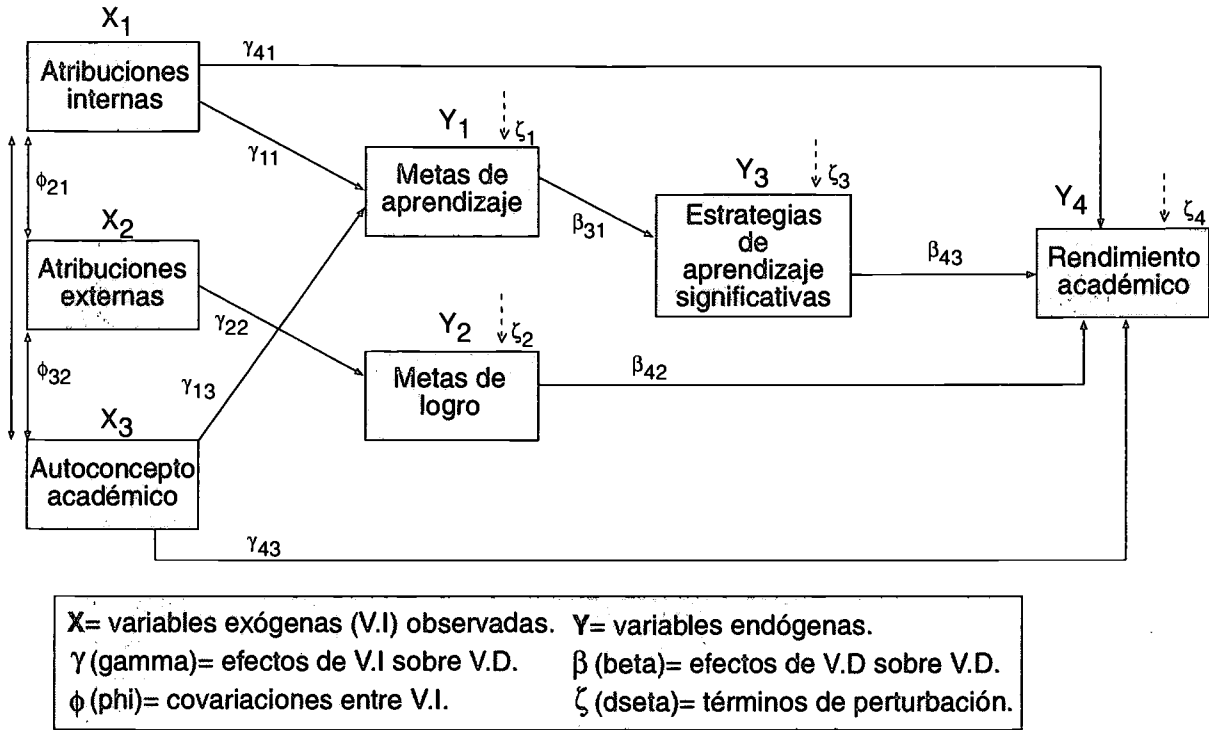 X1
γ41
Atribuciones
internas
γ11
Y1
ζ1
Metas de
aprendizaje
β31
Y3
ζ3
Estrategias
de
aprendizaje
significativas
β43
Y4
ζ4
Rendimiento
académico
ϕ21
X2
Atribuciones
externas
γ22
Y2
ζ2
Metas de
logro
β42
ϕ32
γ13
X3
Autoconcepto
académico
γ43
X= variables exógenas (V.I) observadas. Y= variables endógenas.
γ (gamma)= efectos de V.I sobre V.D. β (beta)= efectos de V.D sobre V.D.
ϕ (phi)= covariaciones entre V.I. ζ (dseta)= términos de perturbación.